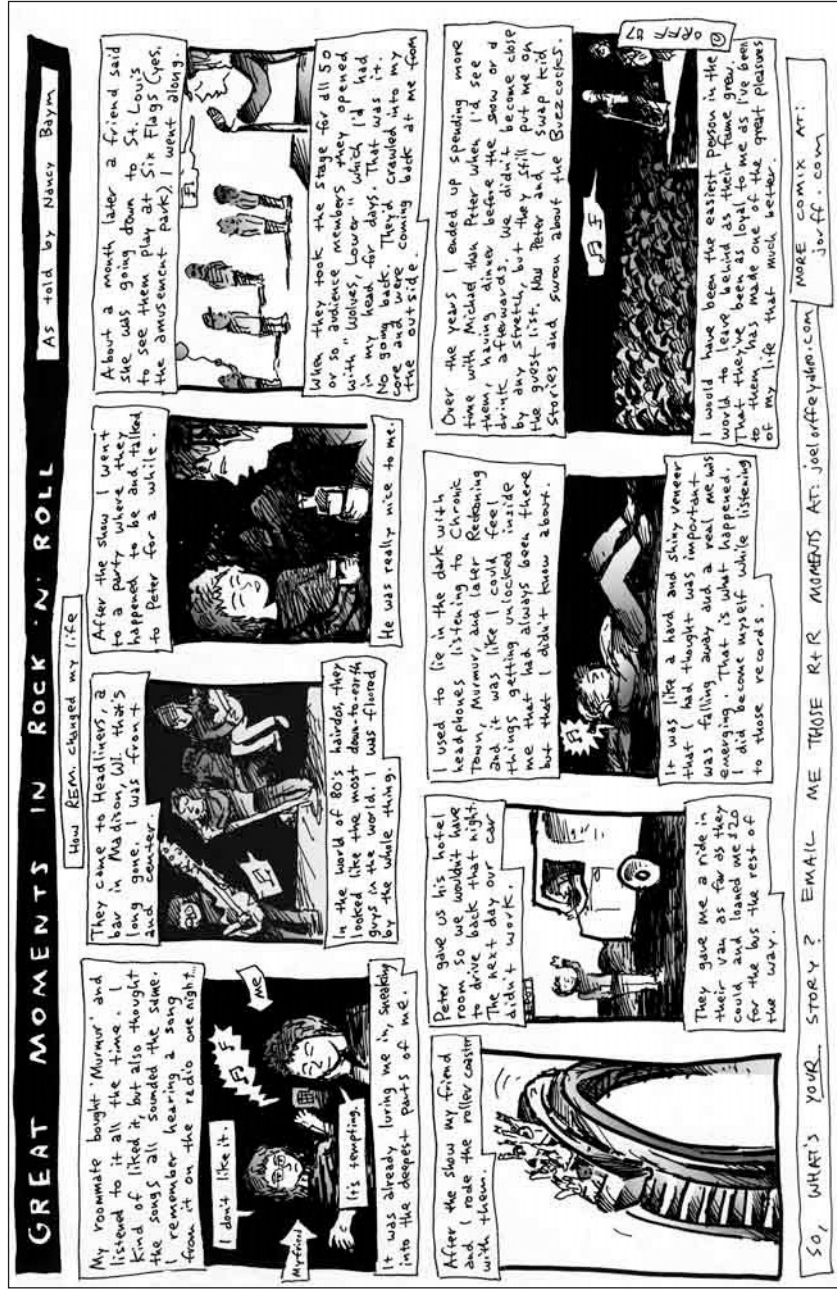 GREAT MOMENTS IN ROCK 'N' ROLL
As told by Nancy Baym
How REM. changed my life
My roommate bought 'Murmur' and
listened to it all the time. I
Kind of liked it, but also thought
the songs all sounded the same.
I remember hearing a song
from it on the radio one night...
I don't like it.
me
My friend
It's tempting.
It was already luring me in, sneaking
into the deepest parts of me.
They came to Headliners, a
bar in Madison, WI. that's
long gone. I was front
and center.
In the world of 80's hairdos, they
looked like the most down-to-earth
guys in the world. I was floored
by the whole thing.
After the show I went
to a party where they
happened to be and talked
to Peter for a while.
He was really nice to me.
About a month later a friend said
she was going down to St. Louis
to see them play at Six Flags (yes,
the amusement park). I went along.
When they took the stage for all 50
or so audience members they opened
with "Wolves, Lower" which I'd had
in my head for days. That was it.
No going back. They'd crawled into my
core and were coming back at me from
the outside.
After the show my friend
and I rode the roller coaster
with them.
Peter gave us his hotel
room so we wouldn't have
to drive back that night.
The next day our car
didn't work.
They gave me a ride in
their van as far as they
could and loaned me $20
for the bus the rest of
the way.
I used to lie in the dark with
headphones listening to Chronic
Town, Murmur, and later Reckoning
and it was like I could feel
things getting unlocked inside
me that had always been there
but that I didn't know about.
It was like a hard and shiny veneer
that I had thought was important
was falling away and a real me was
emerging. That is what happened.
I did become myself while listening
to those records.
Over the years I ended up spending more
time with Michael than Peter when I'd see
them, having dinner before the show or a
drink afterwards. We didn't become close
by any stretch, but they still put me on
the guest list. Now Peter and I swap kid
stories and swoon about the Buzzcocks.
© ORFF 07
I would have been the easiest person in the
world to leave behind as their fame grew.
That they've been as loyal to me as I've been
to them has made one of the great pleasures
of my life that much better.
SO, WHAT'S YOUR STORY? EMAIL ME THOSE R+R MOMENTS AT: joelorff@yahoo.com
MORE COMIX AT:
jorff.com